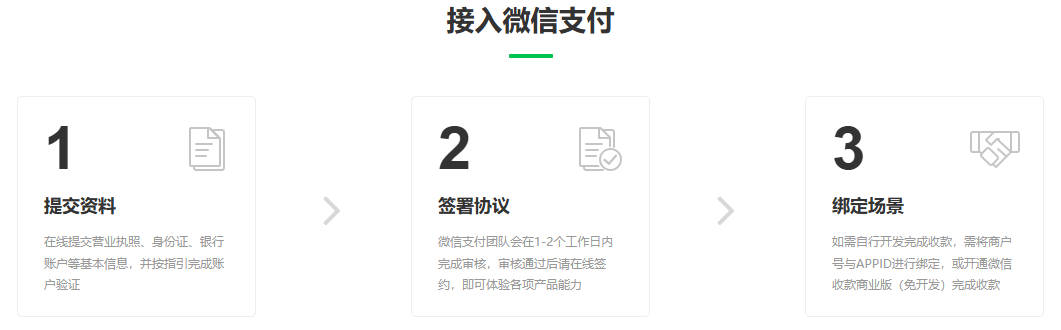 接入微信支付
1
提交资料
在线提交营业执照、身份证、银行
账户等基本信息，并按指引完成账
户验证
2
签署协议
微信支付团队会在1-2个工作日内
完成审核，审核通过后请在线签
约，即可体验各项产品能力
3
绑定场景
如需自行开发完成收款，需将商户
号与APPID进行绑定，或开通微信
收款商业版（免开发）完成收款